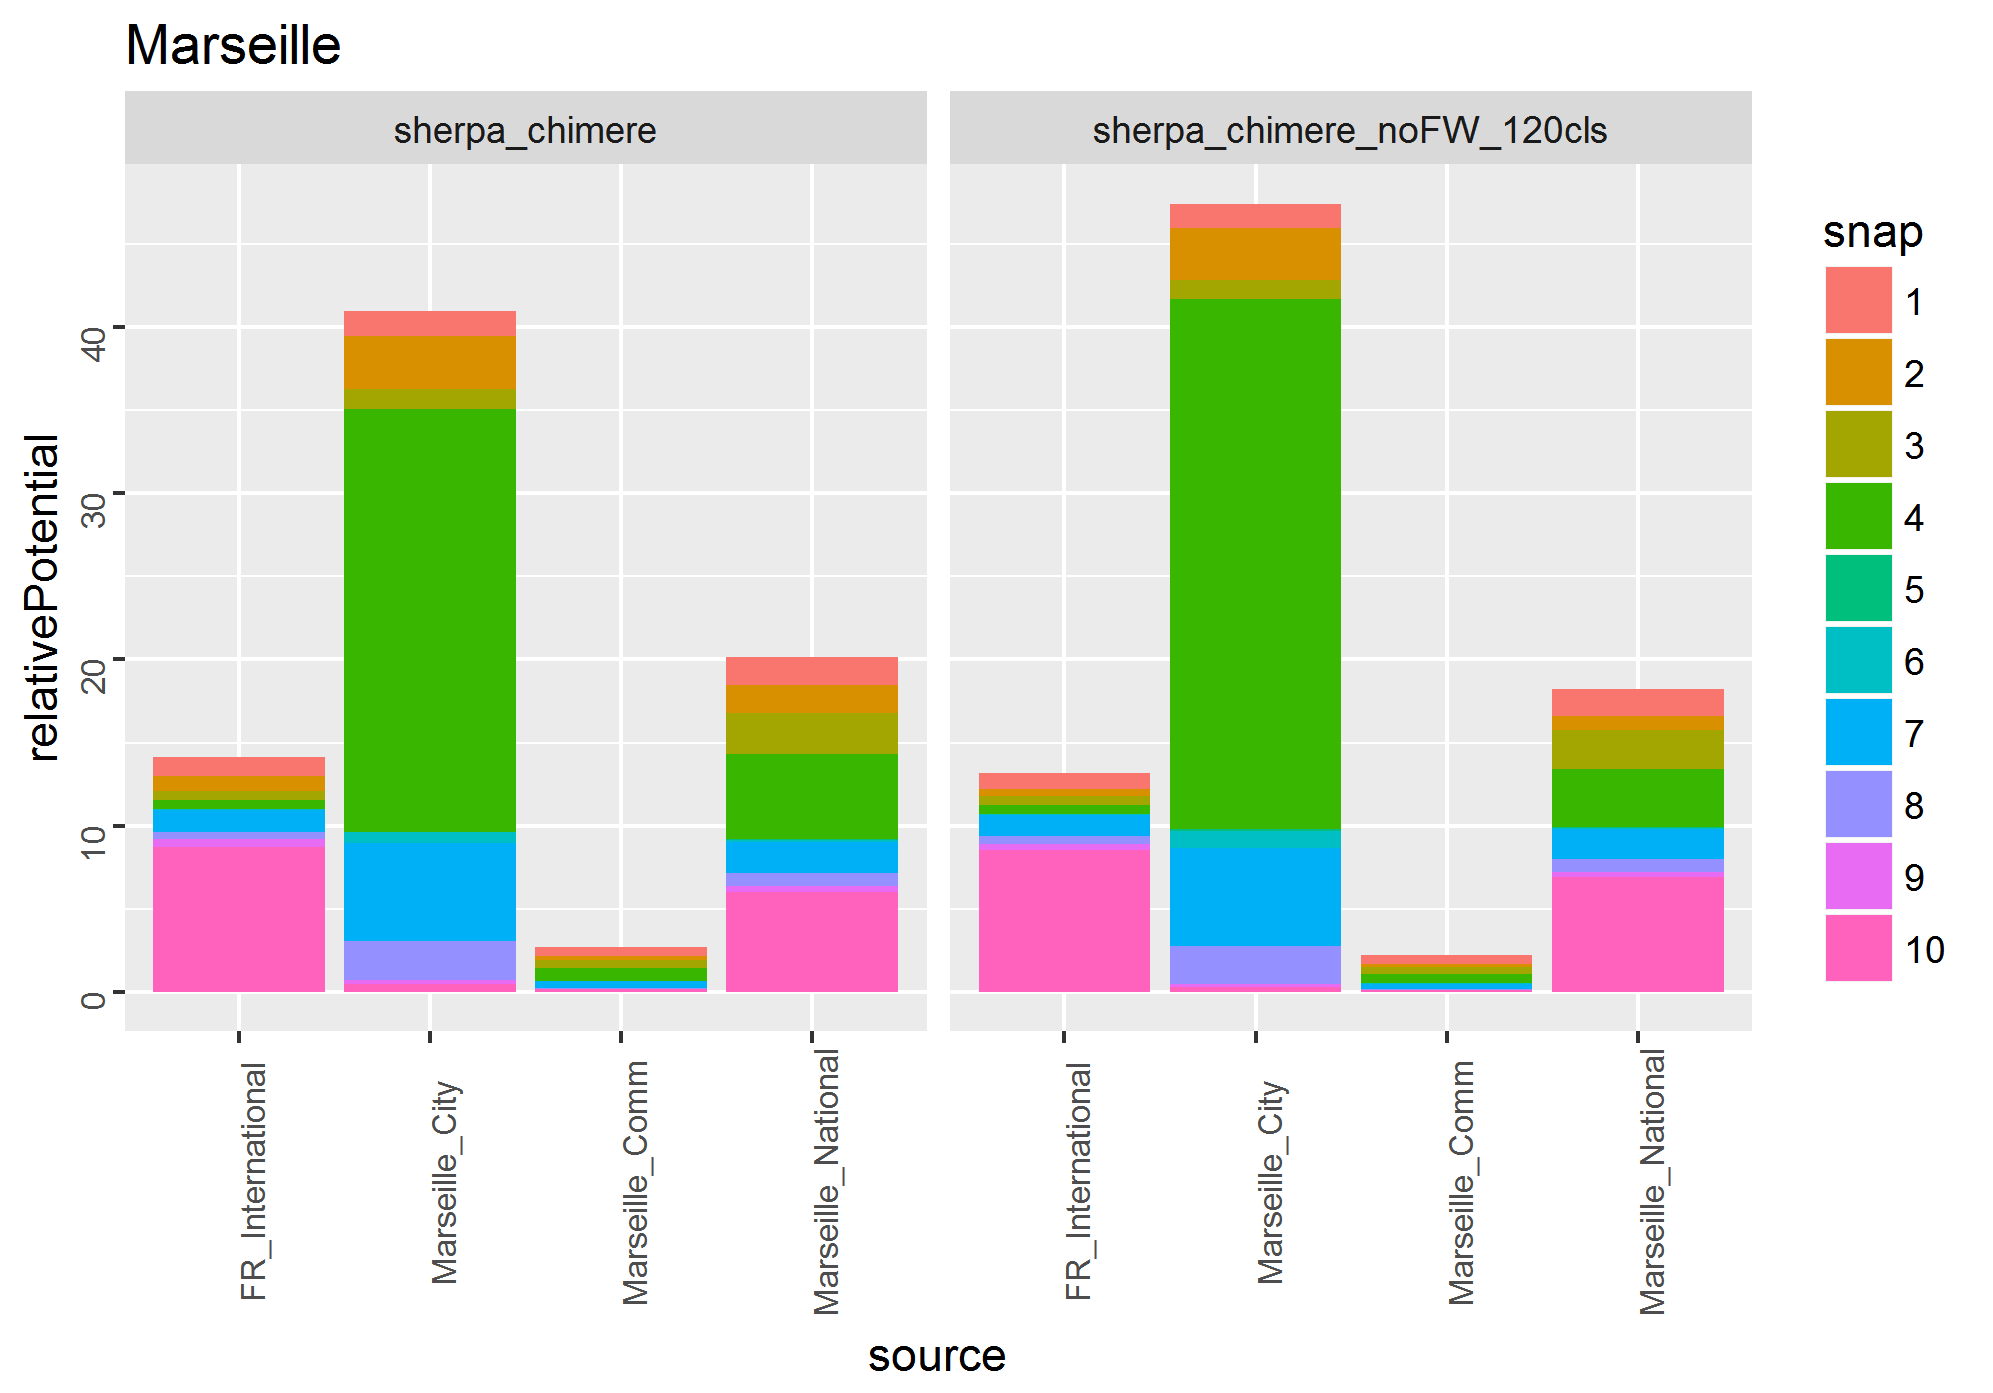 Marseille
sherpa_chimere
sherpa_chimere_noFW_120cls
relativePotential
40
30
20
10
0
FR_International
Marseille_City
Marseille_Comm
Marseille_National
FR_International
Marseille_City
Marseille_Comm
Marseille_National
source
snap
1
2
3
4
5
6
7
8
9
10